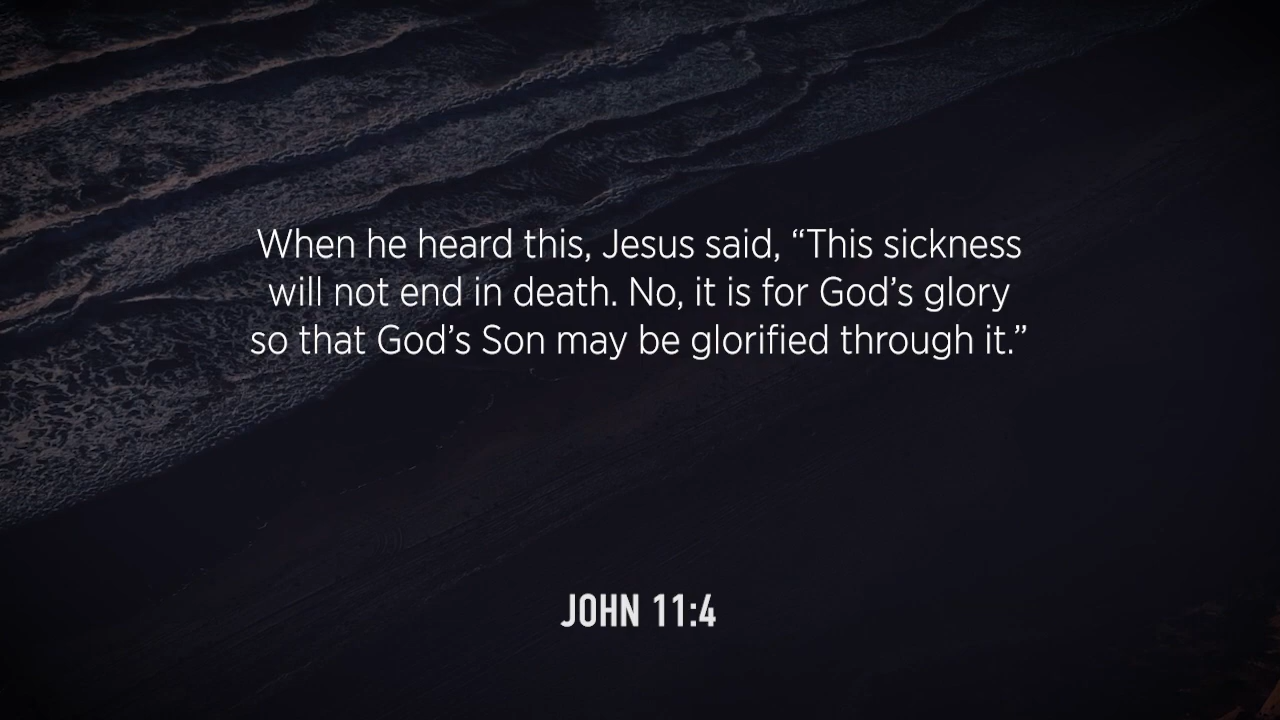 When he heard this, Jesus said, “This sickness
will not end in death. No, it is for God’s glory
so that God’s Son may be glorified through it.”
JOHN 11:4